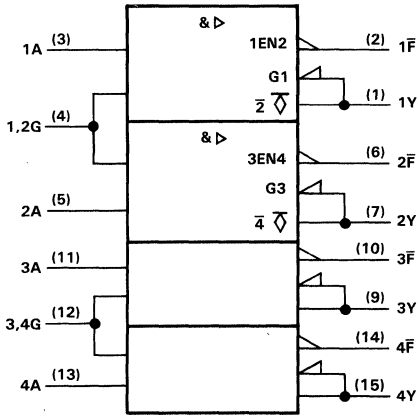 & ▷
1A (3) 1EN2 (2) 1F̅
G1
1,2G (4) 2̅ ◇ (1) 1Y
& ▷
3EN4 (6) 2F̅
2A (5) G3
4̅ ◇ (7) 2Y
3A (11) (10) 3F̅
3,4G (12) (9) 3Y
(14) 4F̅
4A (13) (15) 4Y